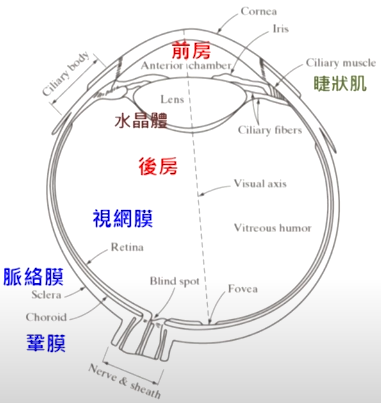 Cornea
Iris
前房
Anterior chamber
Ciliary muscle
睫狀肌
Ciliary body
Lens
水晶體
Ciliary fibers
後房
Visual axis
視網膜
Vitreous humor
Retina
脈絡膜
Sclera
Blind spot
Fovea
Choroid
鞏膜
Nerve & sheath